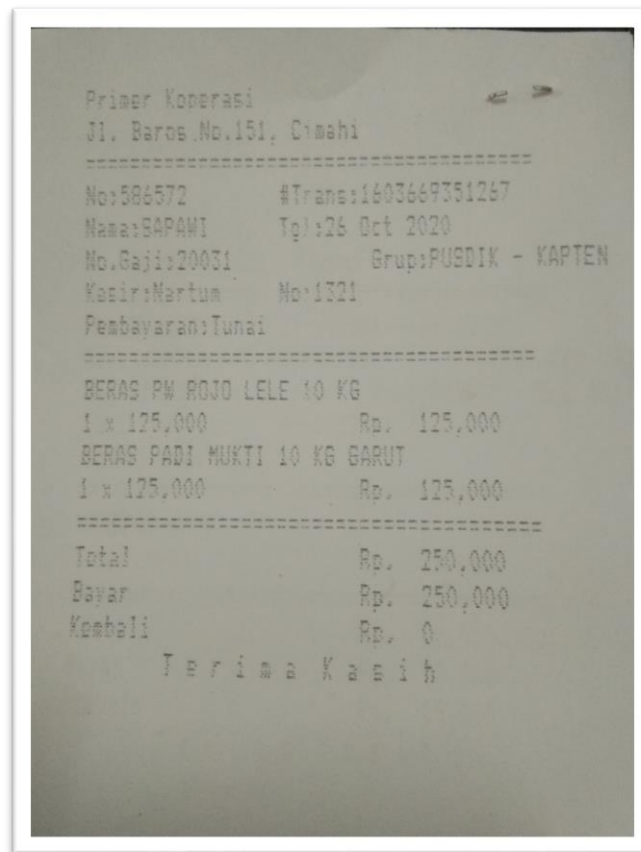 Primer Koperasi
Jl. Baros No.151, Cimahi
========================================
No:586572 #Trans:1603669351267
Nama:SAPAWI Tgl:26 Oct 2020
No.Gaji:20031 Grup:PUSDIK - KAPTEN
Kasir:Martum No:1321
Pembayaran:Tunai
========================================
BERAS PW ROJO LELE 10 KG
1 x 125,000 Rp. 125,000
BERAS PADI MUKTI 10 KG GARUT
1 x 125,000 Rp. 125,000
========================================
Total Rp. 250,000
Bayar Rp. 250,000
Kembali Rp. 0
T e r i m a K a s i h